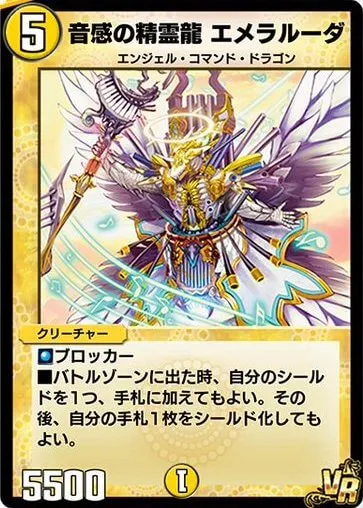 5
音感の精霊龍 エメラルーダ
エンジェル・コマンド・ドラゴン
クリーチャー
ブロッカー
■バトルゾーンに出た時、自分のシール
ドを1つ、手札に加えてもよい。その
後、自分の手札1枚をシールド化しても
よい。
5500
1
VR